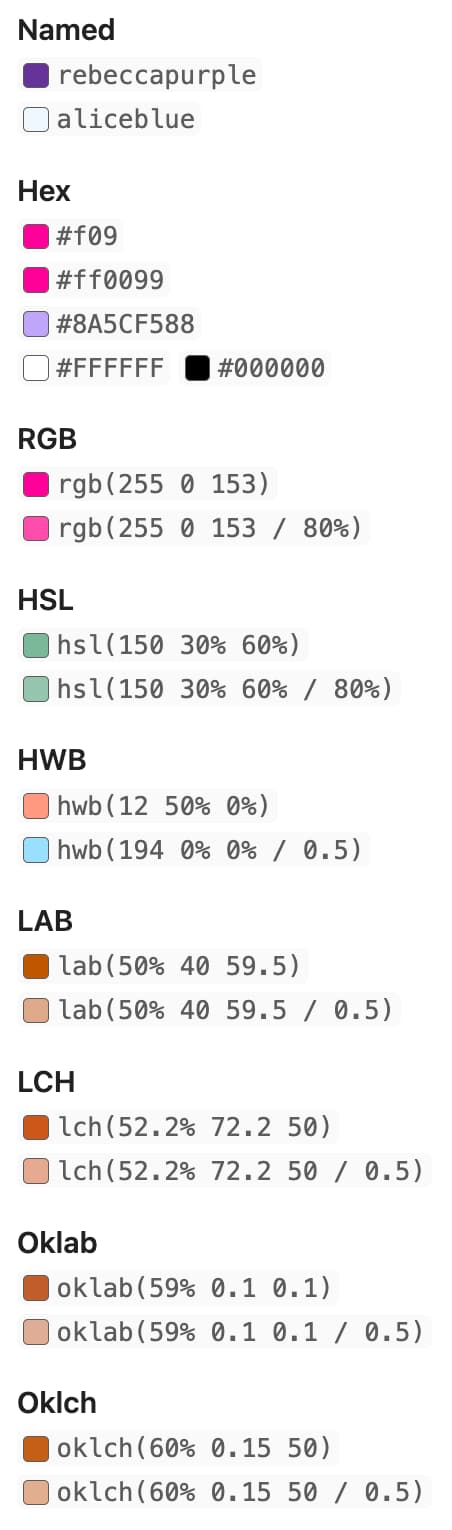 Named
rebeccapurple
aliceblue
Hex
#f09
#ff0099
#8A5CF588
#FFFFFF #000000
RGB
rgb(255 0 153)
rgb(255 0 153 / 80%)
HSL
hsl(150 30% 60%)
hsl(150 30% 60% / 80%)
HWB
hwb(12 50% 0%)
hwb(194 0% 0% / 0.5)
LAB
lab(50% 40 59.5)
lab(50% 40 59.5 / 0.5)
LCH
lch(52.2% 72.2 50)
lch(52.2% 72.2 50 / 0.5)
Oklab
oklab(59% 0.1 0.1)
oklab(59% 0.1 0.1 / 0.5)
Oklch
oklch(60% 0.15 50)
oklch(60% 0.15 50 / 0.5)